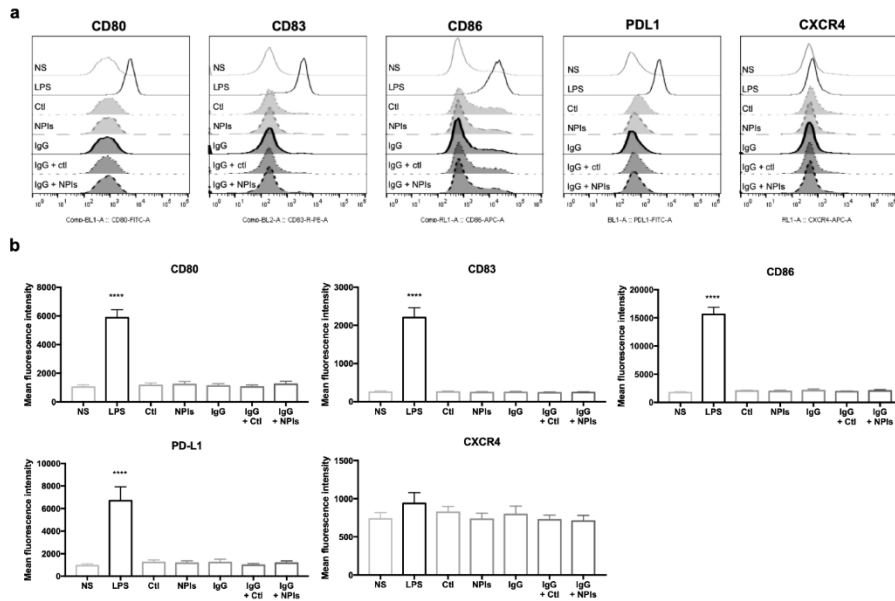 a
CD80 CD83 CD86 PDL1 CXCR4
NS NS NS NS NS
LPS LPS LPS LPS LPS
Ctl Ctl Ctl Ctl Ctl
NPIs NPIs NPIs NPIs NPIs
IgG IgG IgG IgG IgG
IgG + ctl IgG + ctl IgG + ctl IgG + ctl IgG + ctl
IgG + NPIs IgG + NPIs IgG + NPIs IgG + NPIs IgG + NPIs
Comp-BL1-A :: CD80-FITC-A Comp-BL2-A :: CD83-R-PE-A Comp-RL1-A :: CD86-APC-A BL1-A :: PDL1-FITC-A RL1-A :: CXCR4-APC-A
b
CD80
Mean fluorescence intensity
8000
6000
4000
2000
0
****
NS LPS Ctl NPIs IgG IgG + Ctl IgG + NPIs
CD83
Mean fluorescence intensity
3000
2000
1000
0
****
NS LPS Ctl NPIs IgG IgG + Ctl IgG + NPIs
CD86
Mean fluorescence intensity
20000
15000
10000
5000
0
****
NS LPS Ctl NPIs IgG IgG + Ctl IgG + NPIs
PD-L1
Mean fluorescence intensity
10000
8000
6000
4000
2000
0
****
NS LPS Ctl NPIs IgG IgG + Ctl IgG + NPIs
CXCR4
Mean fluorescence intensity
1500
1000
500
0
NS LPS Ctl NPIs IgG IgG + Ctl IgG + NPIs